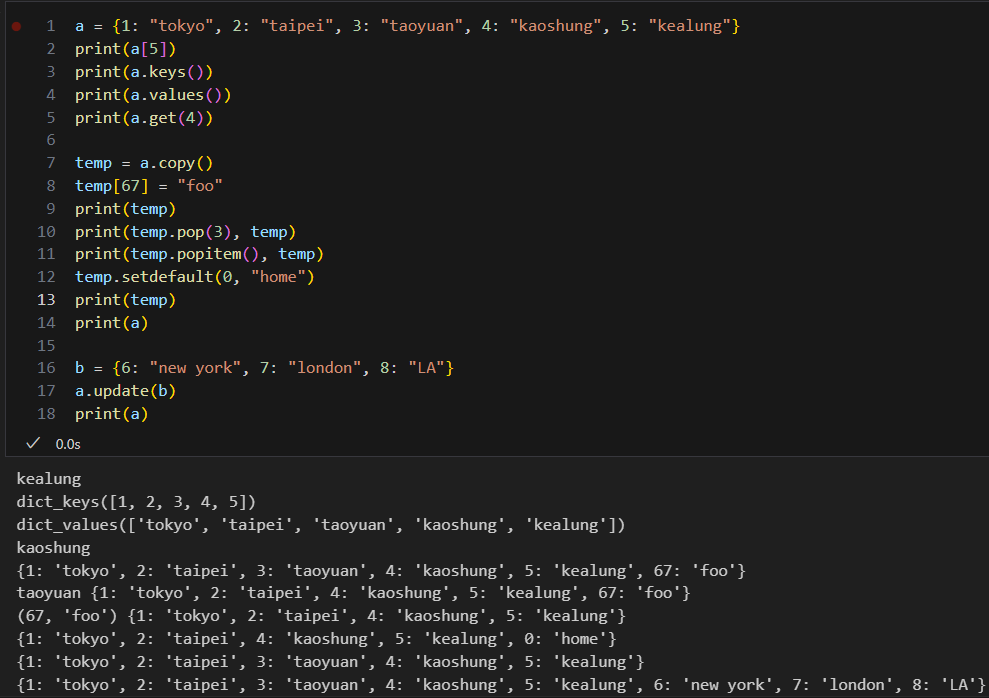 1 a = {1: "tokyo", 2: "taipei", 3: "taoyuan", 4: "kaoshung", 5: "kealung"}
2 print(a[5])
3 print(a.keys())
4 print(a.values())
5 print(a.get(4))
6
7 temp = a.copy()
8 temp[67] = "foo"
9 print(temp)
10 print(temp.pop(3), temp)
11 print(temp.popitem(), temp)
12 temp.setdefault(0, "home")
13 print(temp)
14 print(a)
15
16 b = {6: "new york", 7: "london", 8: "LA"}
17 a.update(b)
18 print(a)
✓ 0.0s
kealung
dict_keys([1, 2, 3, 4, 5])
dict_values(['tokyo', 'taipei', 'taoyuan', 'kaoshung', 'kealung'])
kaoshung
{1: 'tokyo', 2: 'taipei', 3: 'taoyuan', 4: 'kaoshung', 5: 'kealung', 67: 'foo'}
taoyuan {1: 'tokyo', 2: 'taipei', 4: 'kaoshung', 5: 'kealung', 67: 'foo'}
(67, 'foo') {1: 'tokyo', 2: 'taipei', 4: 'kaoshung', 5: 'kealung'}
{1: 'tokyo', 2: 'taipei', 4: 'kaoshung', 5: 'kealung', 0: 'home'}
{1: 'tokyo', 2: 'taipei', 3: 'taoyuan', 4: 'kaoshung', 5: 'kealung'}
{1: 'tokyo', 2: 'taipei', 3: 'taoyuan', 4: 'kaoshung', 5: 'kealung', 6: 'new york', 7: 'london', 8: 'LA'}